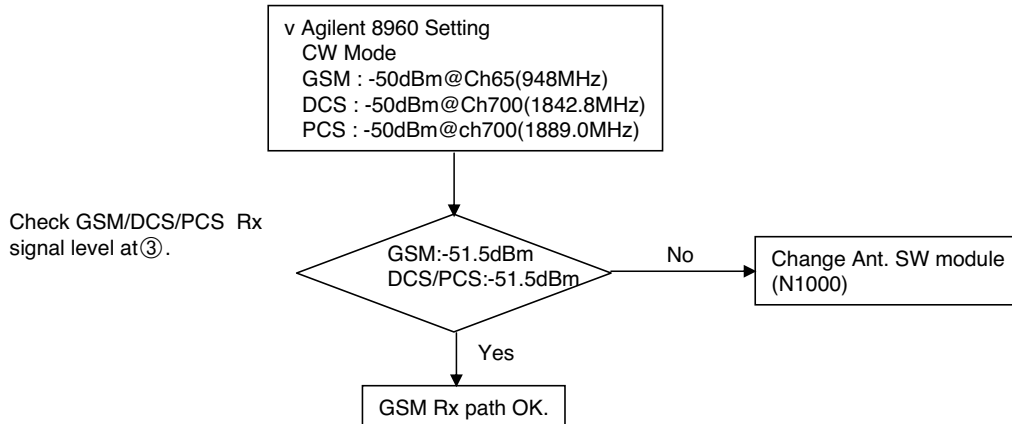 v Agilent 8960 Setting
CW Mode
GSM : -50dBm@Ch65(948MHz)
DCS : -50dBm@Ch700(1842.8MHz)
PCS : -50dBm@ch700(1889.0MHz)
Check GSM/DCS/PCS Rx
signal level at③.
GSM:-51.5dBm
DCS/PCS:-51.5dBm
No
Change Ant. SW module
(N1000)
Yes
GSM Rx path OK.